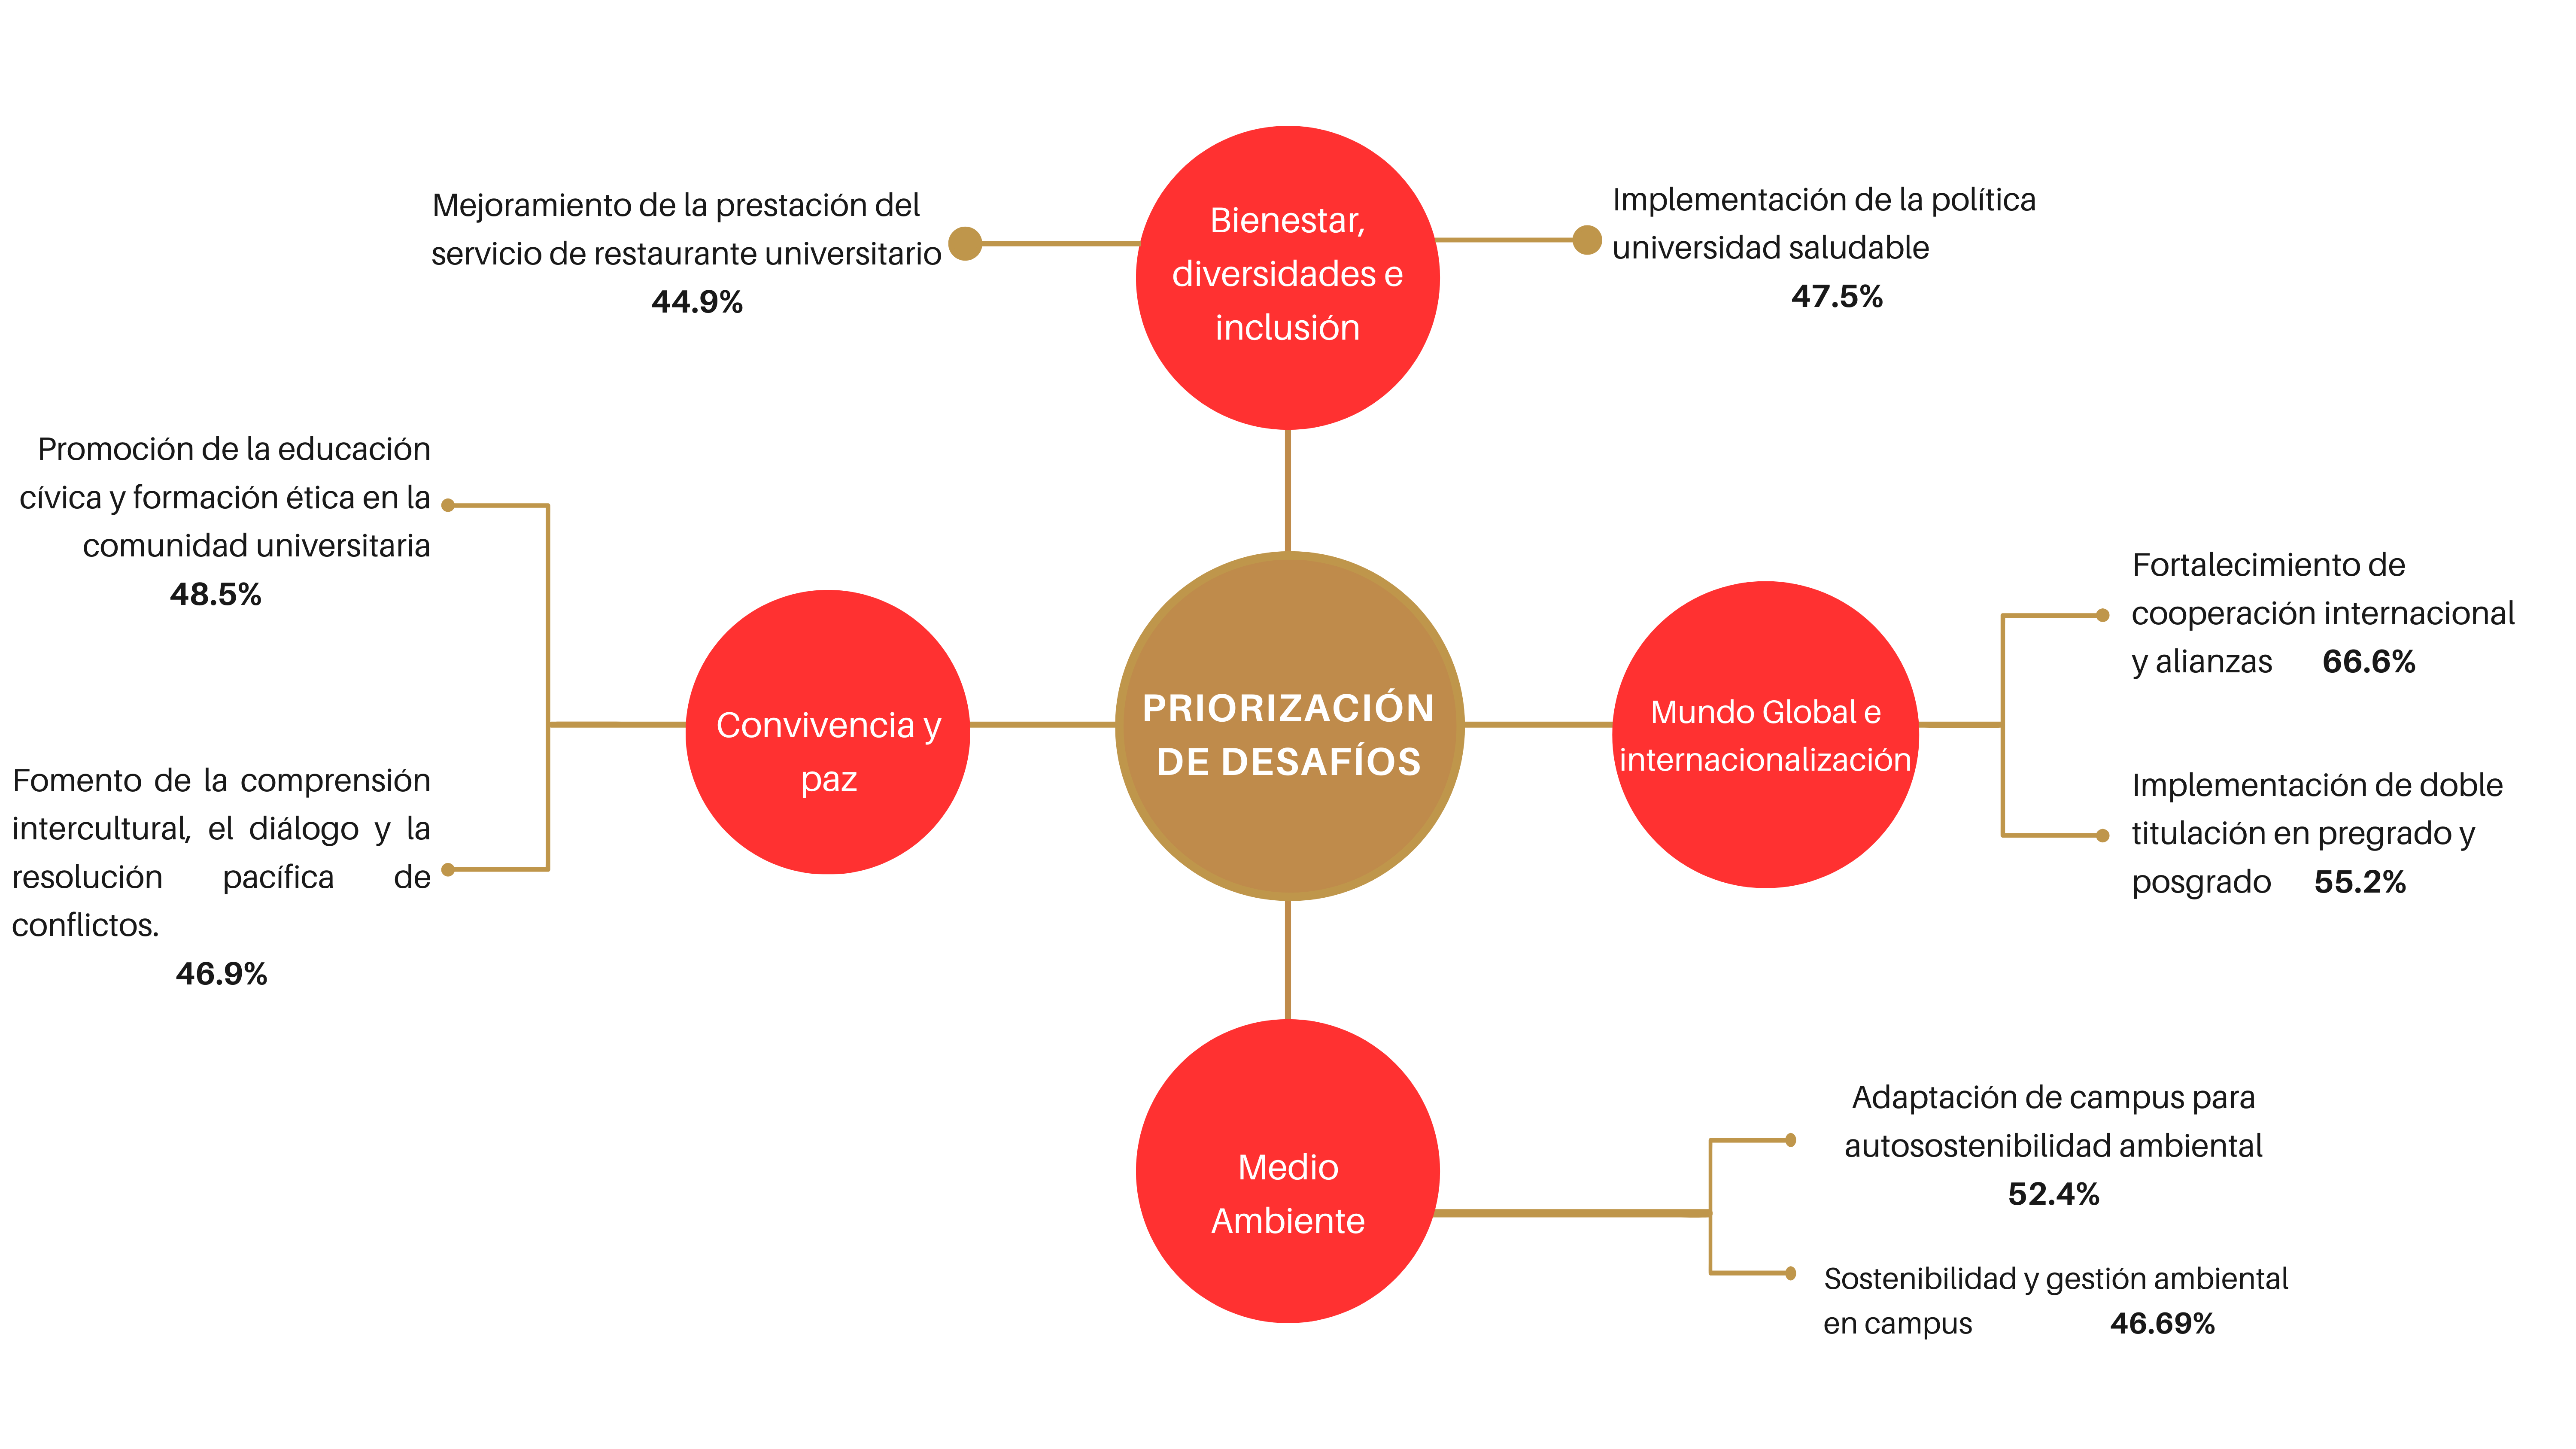 Mejoramiento de la prestación del
servicio de restaurante universitario
44.9%
Bienestar,
diversidades e
inclusión
Implementación de la política
universidad saludable
47.5%
Promoción de la educación
cívica y formación ética en la
comunidad universitaria
48.5%
Fomento de la comprensión
intercultural, el diálogo y la
resolución pacífica de
conflictos.
46.9%
Convivencia y
paz
PRIORIZACIÓN
DE DESAFÍOS
Mundo Global e
internacionalización
Fortalecimiento de
cooperación internacional
y alianzas 66.6%
Implementación de doble
titulación en pregrado y
posgrado 55.2%
Medio
Ambiente
Adaptación de campus para
autosostenibilidad ambiental
52.4%
Sostenibilidad y gestión ambiental
en campus 46.69%